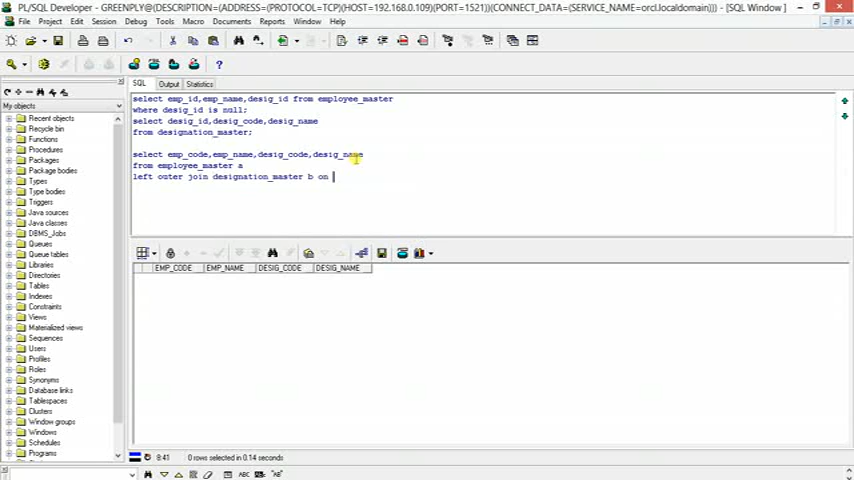 PL/SQL Developer - GREENPLY@(DESCRIPTION=(ADDRESS=(PROTOCOL=TCP)(HOST=192.168.0.109)(PORT=1521))(CONNECT_DATA=(SERVICE_NAME=orcl.localdomain))) - [SQL Window ]
File Project Edit Session Debug Tools Macro Documents Reports Window Help
SQL Output Statistics
My objects
Recent objects
Recycle bin
Functions
Procedures
Packages
Package bodies
Types
Type bodies
Triggers
Java sources
Java classes
DBMS_Jobs
Queues
Queue tables
Libraries
Directories
Tables
Indexes
Constraints
Views
Materialized views
Sequences
Users
Profiles
Roles
Synonyms
Database links
Tablespaces
Clusters
Window groups
Windows
Schedules
Programs
select emp_id,emp_name,desig_id from employee_master
where desig_id is null;
select desig_id,desig_code,desig_name
from designation_master;
select emp_code,emp_name,desig_code,desig_name
from employee_master a
left outer join designation_master b on
EMP_CODE EMP_NAME DESIG_CODE DESIG_NAME
8:41 0 rows selected in 0.14 seconds
ABC "AB"